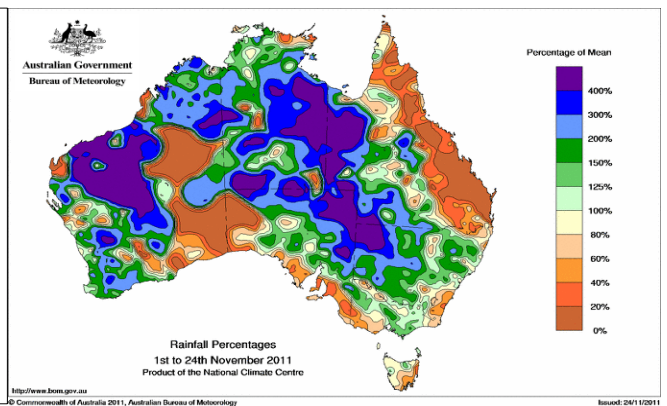 Australian Government
Bureau of Meteorology
Percentage of Mean
400%
300%
200%
150%
125%
100%
80%
60%
40%
20%
0%
Rainfall Percentages
1st to 24th November 2011
Product of the National Climate Centre
http://www.bom.gov.au
© Commonwealth of Australia 2011, Australian Bureau of Meteorology
Issued: 24/11/2011